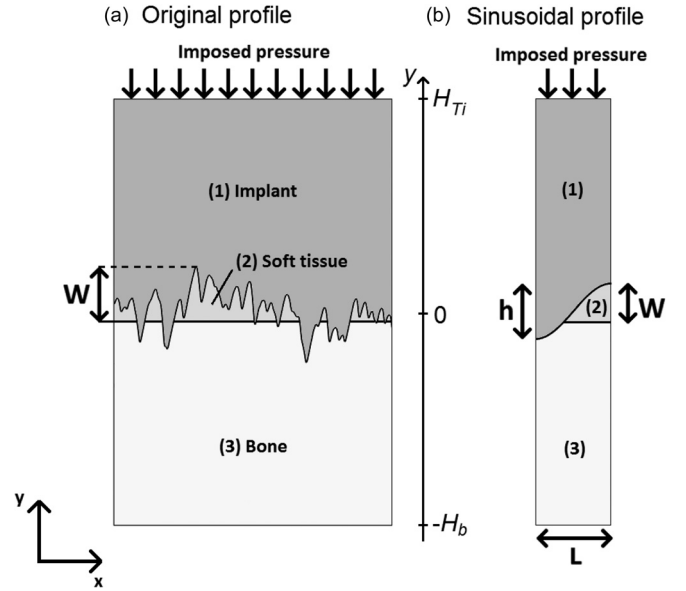 (a) Original profile
(b) Sinusoidal profile
Imposed pressure
y
H_Ti
Imposed pressure
(1) Implant
(1)
(2) Soft tissue
W
0
h
(2)
W
(3) Bone
(3)
y
x
-H_b
L